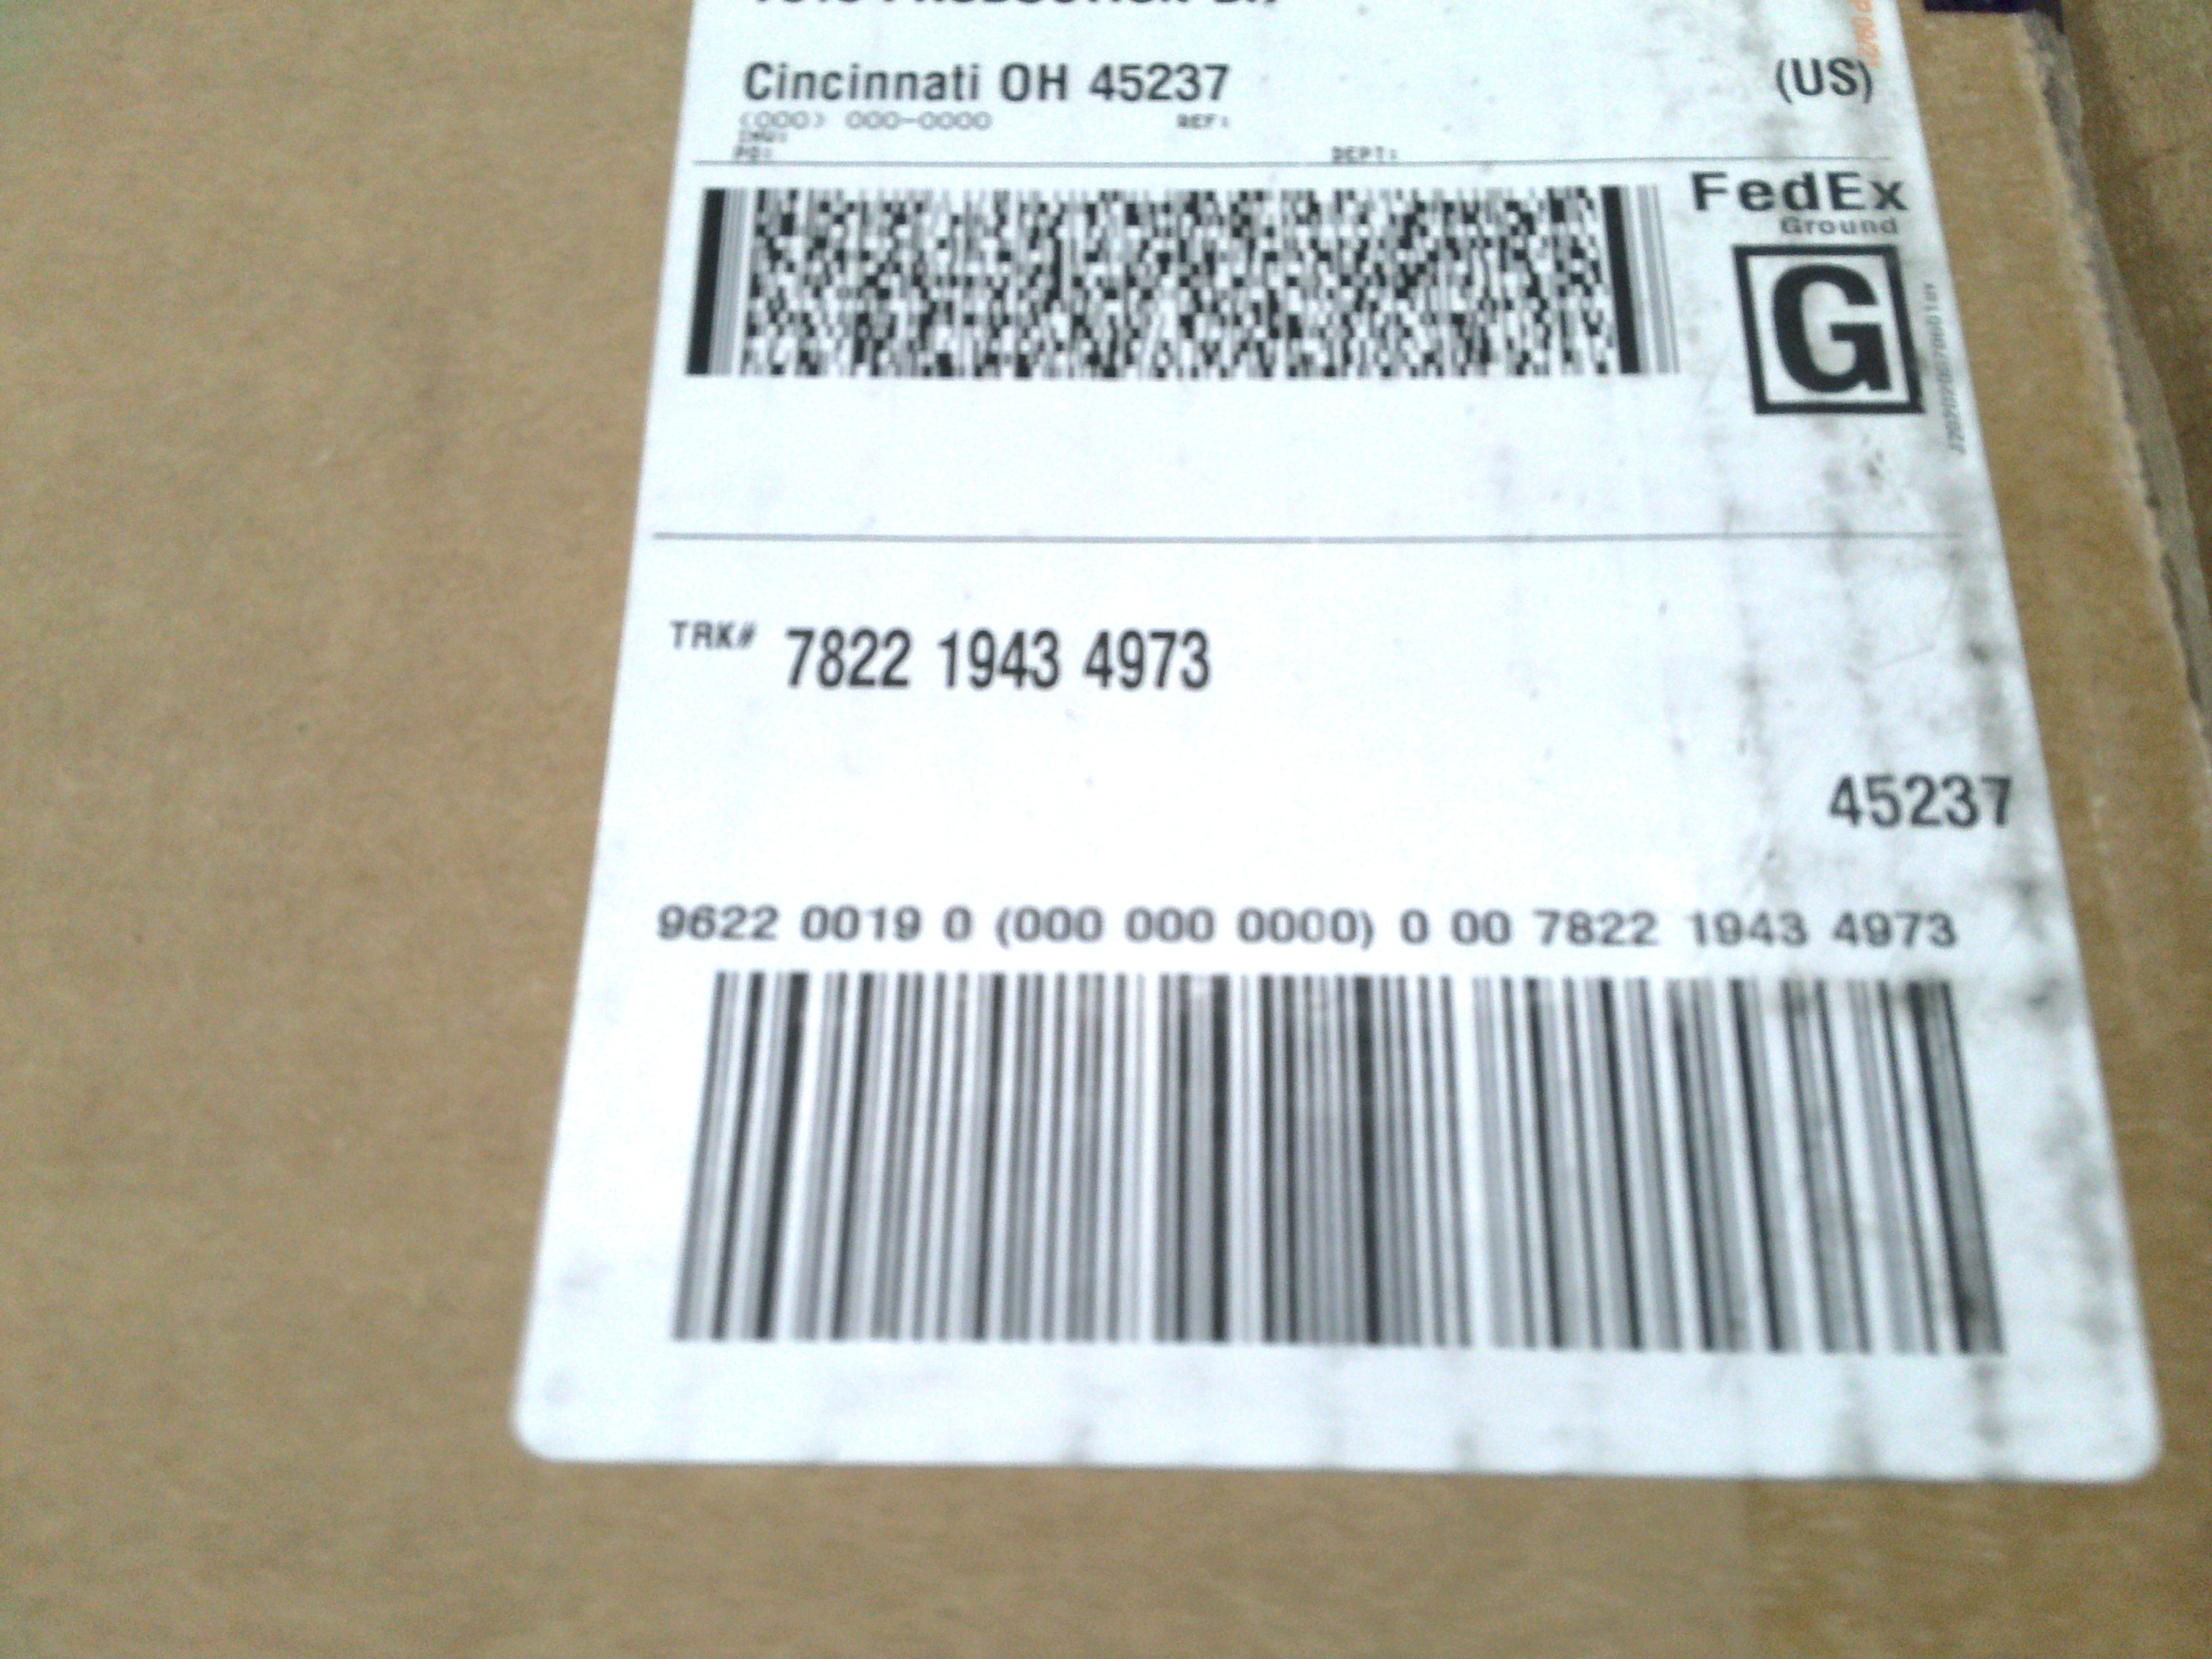 Cincinnati OH 45237
(US)
(000) 000-0000
REF:
INV:
PO:
DEPT:
FedEx
Ground
G
TRK# 7822 1943 4973
45237
9622 0019 0 (000 000 0000) 0 00 7822 1943 4973